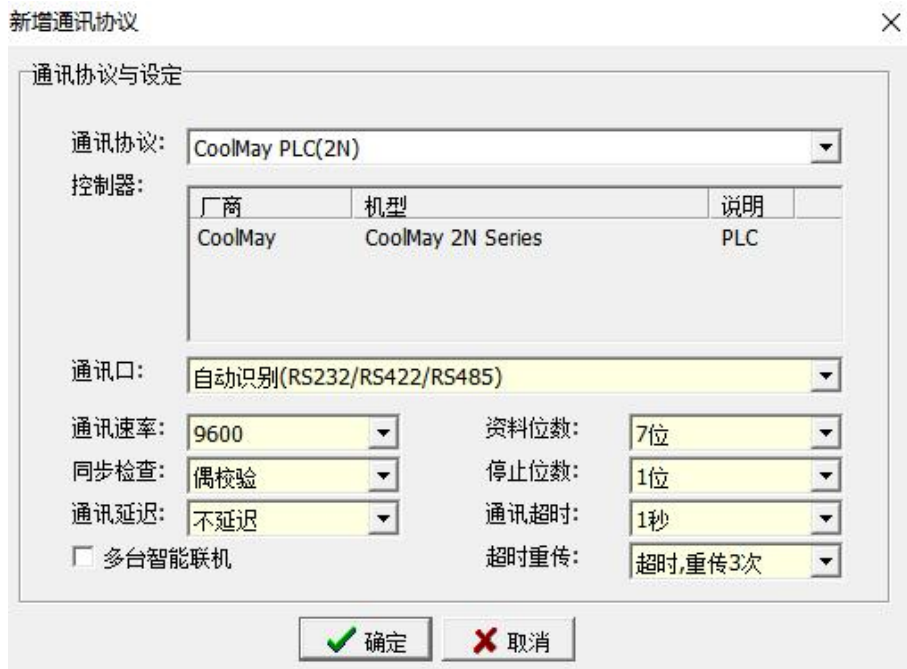 新增通讯协议
通讯协议与设定
通讯协议: CoolMay PLC(2N)
控制器:
厂商 机型 说明
CoolMay CoolMay 2N Series PLC
通讯口: 自动识别(RS232/RS422/RS485)
通讯速率: 9600 资料位数: 7位
同步检查: 偶校验 停止位数: 1位
通讯延迟: 不延迟 通讯超时: 1秒
多台智能联机 超时重传: 超时,重传3次
确定 取消